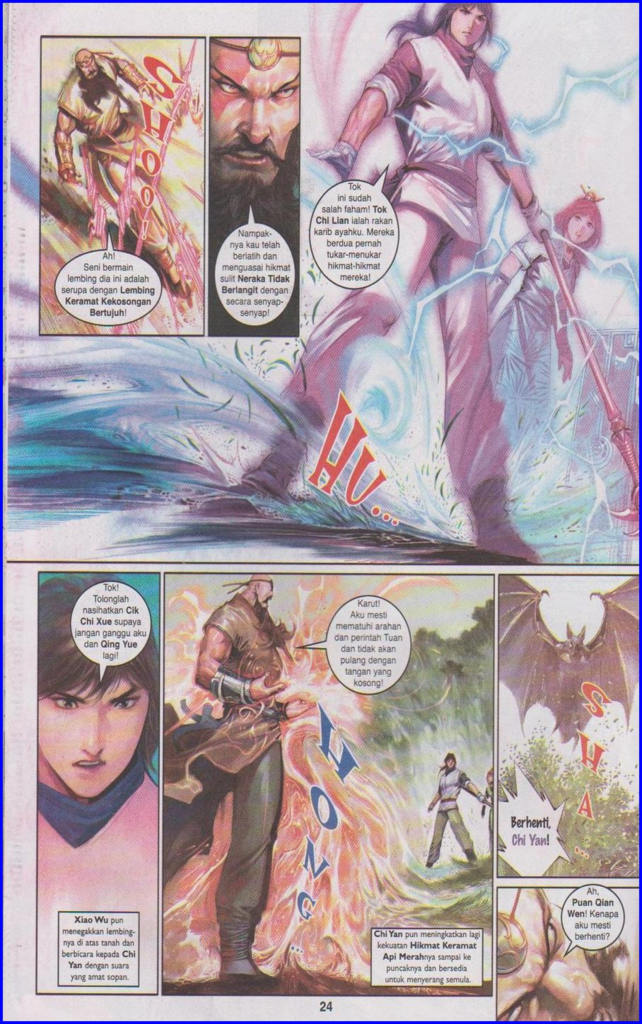 SHOOO!
Ah!
Seni bermain
lembing dia ini adalah
serupa dengan Lembing
Keramat Kekosongan
Bertujuh!
Nampak-
nya kau telah
berlatih dan
menguasai hikmat
sulit Neraka Tidak
Berlangit dengan
secara senyap-
senyap!
Tok
ini sudah
salah faham! Tok
Chi Lian ialah rakan
karib ayahku. Mereka
berdua pernah
tukar-menukar
hikmat-hikmat
mereka!
HU...
Tok!
Tolonglah
nasihatkan Cik
Chi Xue supaya
jangan ganggu aku
dan Qing Yue
lagi!
Xiao Wu pun
menegakkan lembing-
nya di atas tanah dan
berbicara kepada Chi
Yan dengan suara
yang amat sopan.
Karut!
Aku mesti
mematuhi arahan
dan perintah Tuan
dan tidak akan
pulang dengan
tangan yang
kosong!
HONG...
Chi Yan pun meningkatkan lagi
kekuatan Hikmat Keramat
Api Merahnya sampai ke
puncaknya dan bersedia
untuk menyerang semula.
SHA...
Berhenti,
Chi Yan!
Ah,
Puan Qian
Wen! Kenapa
aku mesti
berhenti?
24